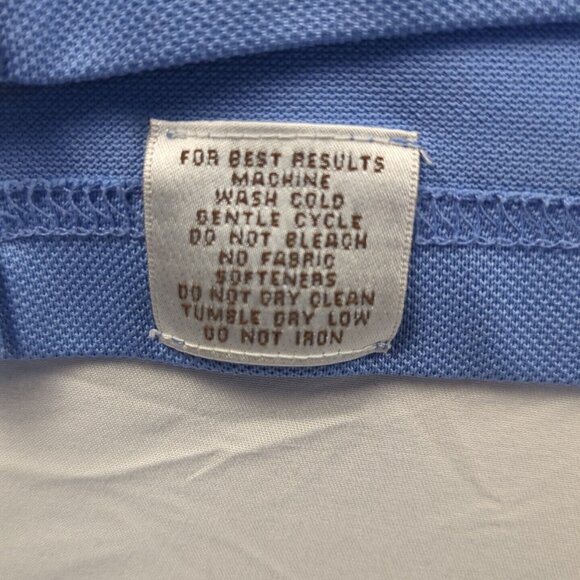 FOR BEST RESULTS
MACHINE
WASH COLD
GENTLE CYCLE
DO NOT BLEACH
NO FABRIC
SOFTENERS
DO NOT DRY CLEAN
TUMBLE DRY LOW
DO NOT IRON